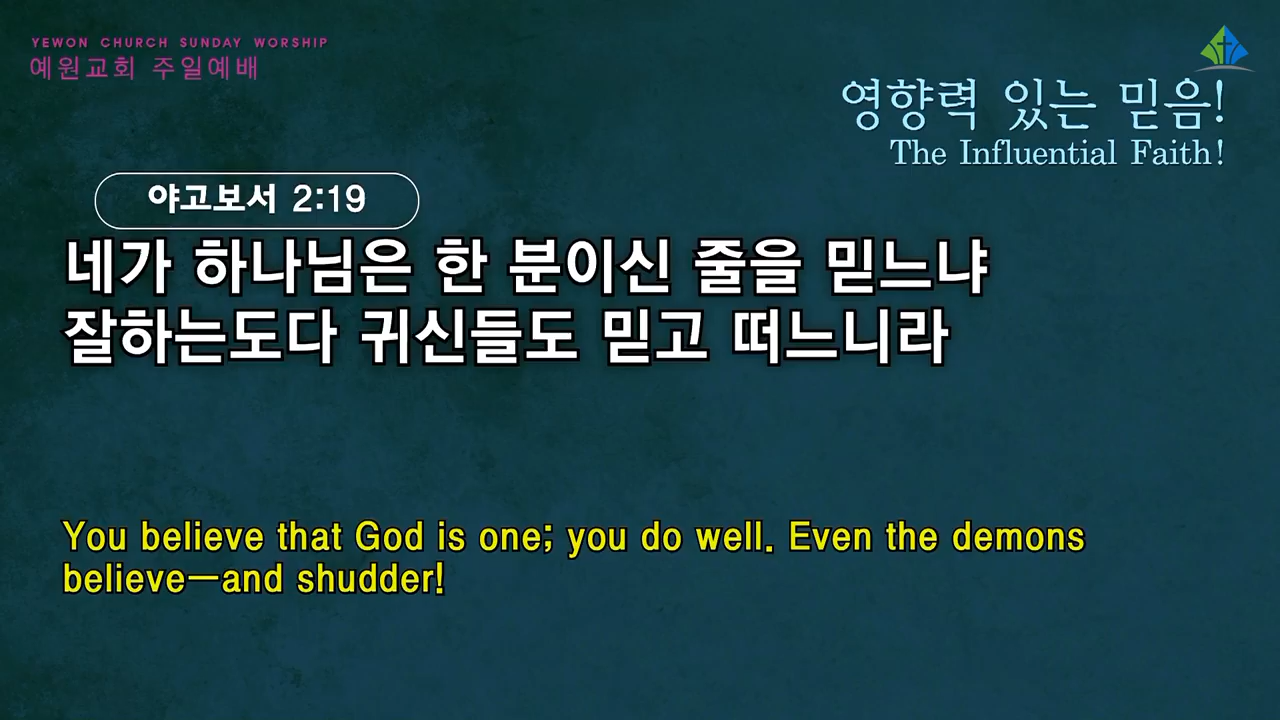 YEWON CHURCH SUNDAY WORSHIP
예원교회 주일예배
영향력 있는 믿음!
The Influential Faith!
야고보서 2:19
네가 하나님은 한 분이신 줄을 믿느냐
잘하는도다 귀신들도 믿고 떠느니라
You believe that God is one; you do well. Even the demons
believe—and shudder!